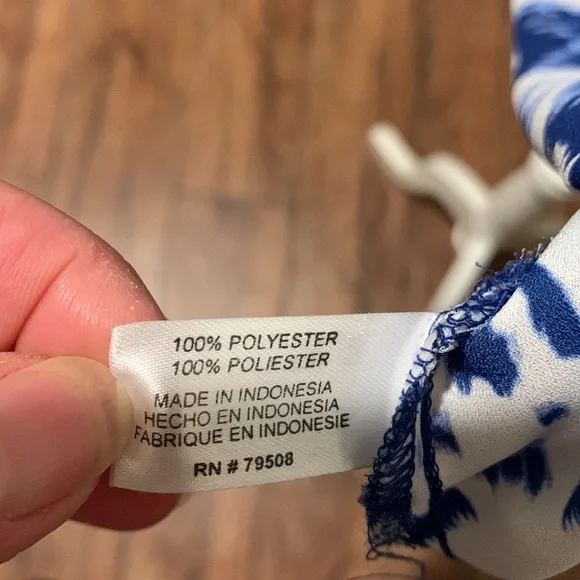 100% POLYESTER
100% POLIESTER
MADE IN INDONESIA
HECHO EN INDONESIA
FABRIQUE EN INDONESIE
RN # 79508